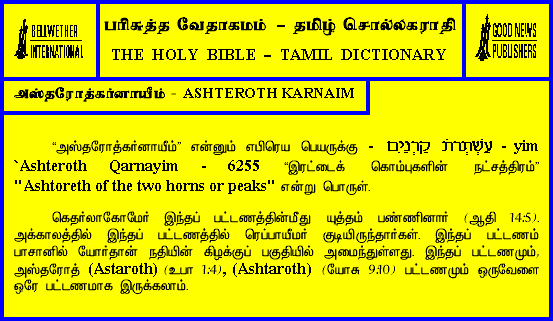 BELLWETHER
INTERNATIONAL
பரிசுத்த வேதாகமம் – தமிழ் சொல்லகராதி
THE HOLY BIBLE – TAMIL DICTIONARY
GOOD NEWS
PUBLISHERS
அஸ்தரோத்கர்னாயீம் - ASHTEROTH KARNAIM
“அஸ்தரோத்கர்னாயீம்” என்னும் எபிரெய பெயருக்கு - עַשְׁתְּרֹת קַרְנַיִם - yim
`Ashteroth Qarnayim - 6255 “இரட்டைக் கொம்புகளின் நட்சத்திரம்”
"Ashtoreth of the two horns or peaks" என்று பொருள்.
கெதர்லாகோமேர் இந்தப் பட்டணத்தின்மீது யுத்தம் பண்ணினார் (ஆதி 14:5).
அக்காலத்தில் இந்தப் பட்டணத்தில் ரெப்பாயீமர் குடியிருந்தார்கள். இந்தப் பட்டணம்
பாசானில் யோர்தான் நதியின் கிழக்குப் பகுதியில் அமைந்துள்ளது. இந்தப் பட்டணமும்,
அஸ்தரோத் (Astaroth) (உபா 1:4), (Ashtaroth) (யோசு 9:10) பட்டணமும் ஒருவேளை
ஒரே பட்டணமாக இருக்கலாம்.